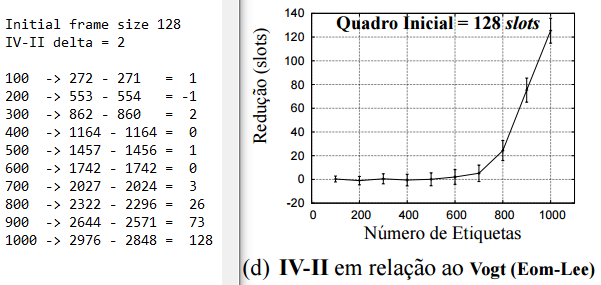 Initial frame size 128
IV-II delta = 2
100 -> 272 - 271 = 1
200 -> 553 - 554 = -1
300 -> 862 - 860 = 2
400 -> 1164 - 1164 = 0
500 -> 1457 - 1456 = 1
600 -> 1742 - 1742 = 0
700 -> 2027 - 2024 = 3
800 -> 2322 - 2296 = 26
900 -> 2644 - 2571 = 73
1000 -> 2976 - 2848 = 128
Quadro Inicial = 128 slots
Redução (slots)
140
120
100
80
60
40
20
0
-20
0 200 400 600 800 1000
Número de Etiquetas
(d) IV-II em relação ao Vogt (Eom-Lee)